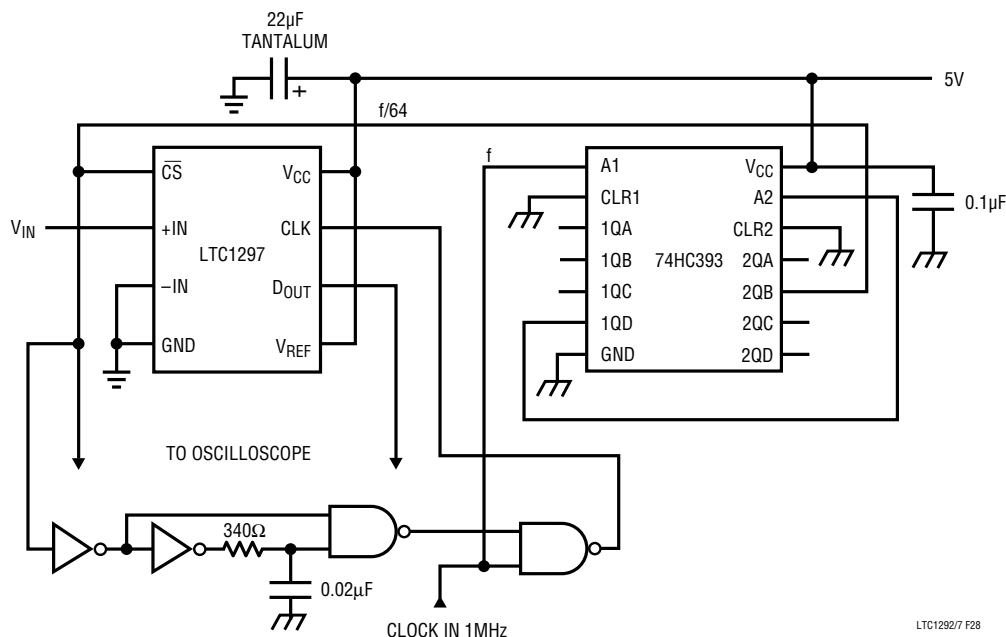 22µF
TANTALUM
+
5V
f/64
f
CS
VCC
+IN
CLK
VIN
LTC1297
–IN
DOUT
GND
VREF
A1
VCC
CLR1
A2
0.1µF
1QA
CLR2
1QB
74HC393
2QA
1QC
2QB
1QD
2QC
GND
2QD
TO OSCILLOSCOPE
340Ω
0.02µF
CLOCK IN 1MHz
LTC1292/7 F28